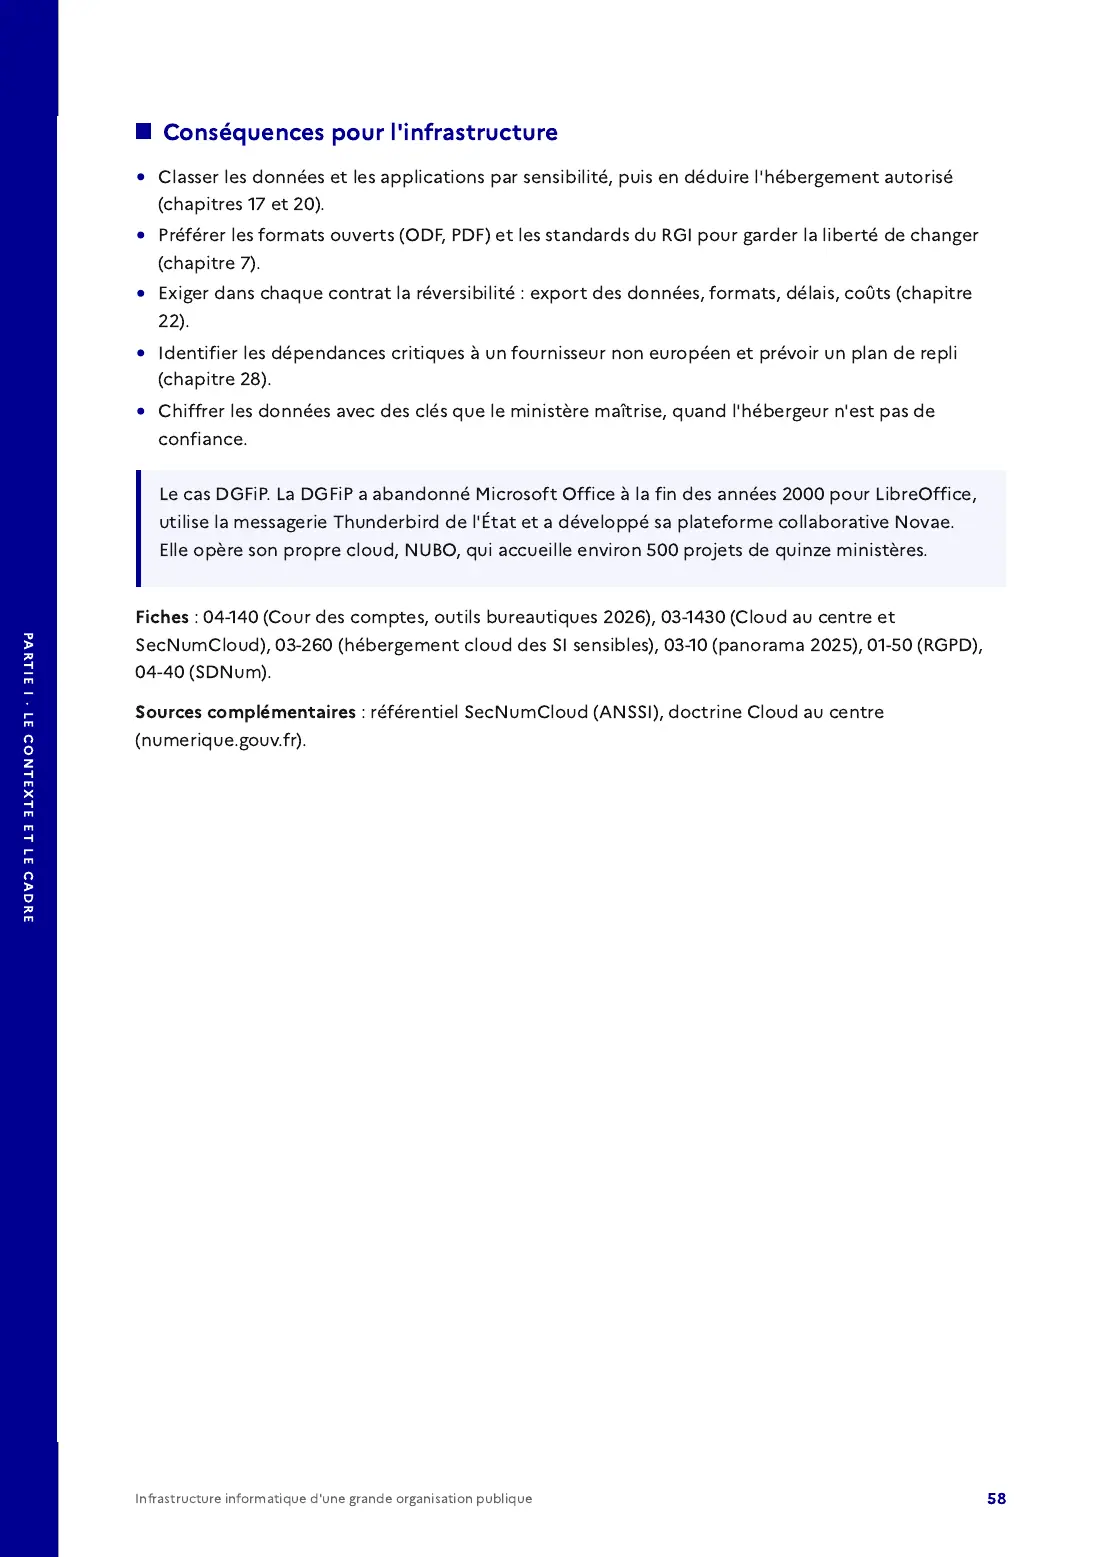 Conséquences pour l'infrastructure
• Classer les données et les applications par sensibilité, puis en déduire l'hébergement autorisé
(chapitres 17 et 20).
• Préférer les formats ouverts (ODF, PDF) et les standards du RGI pour garder la liberté de changer
(chapitre 7).
• Exiger dans chaque contrat la réversibilité : export des données, formats, délais, coûts (chapitre
22).
• Identifier les dépendances critiques à un fournisseur non européen et prévoir un plan de repli
(chapitre 28).
• Chiffrer les données avec des clés que le ministère maîtrise, quand l'hébergeur n'est pas de
confiance.
Le cas DGFiP. La DGFiP a abandonné Microsoft Office à la fin des années 2000 pour LibreOffice,
utilise la messagerie Thunderbird de l'État et a développé sa plateforme collaborative Novae.
Elle opère son propre cloud, NUBO, qui accueille environ 500 projets de quinze ministères.
Fiches : 04-140 (Cour des comptes, outils bureautiques 2026), 03-1430 (Cloud au centre et
SecNumCloud), 03-260 (hébergement cloud des SI sensibles), 03-10 (panorama 2025), 01-50 (RGPD),
04-40 (SDNum).
Sources complémentaires : référentiel SecNumCloud (ANSSI), doctrine Cloud au centre
(numerique.gouv.fr).
PARTIE I · LE CONTEXTE ET LE CADRE
Infrastructure informatique d'une grande organisation publique
58